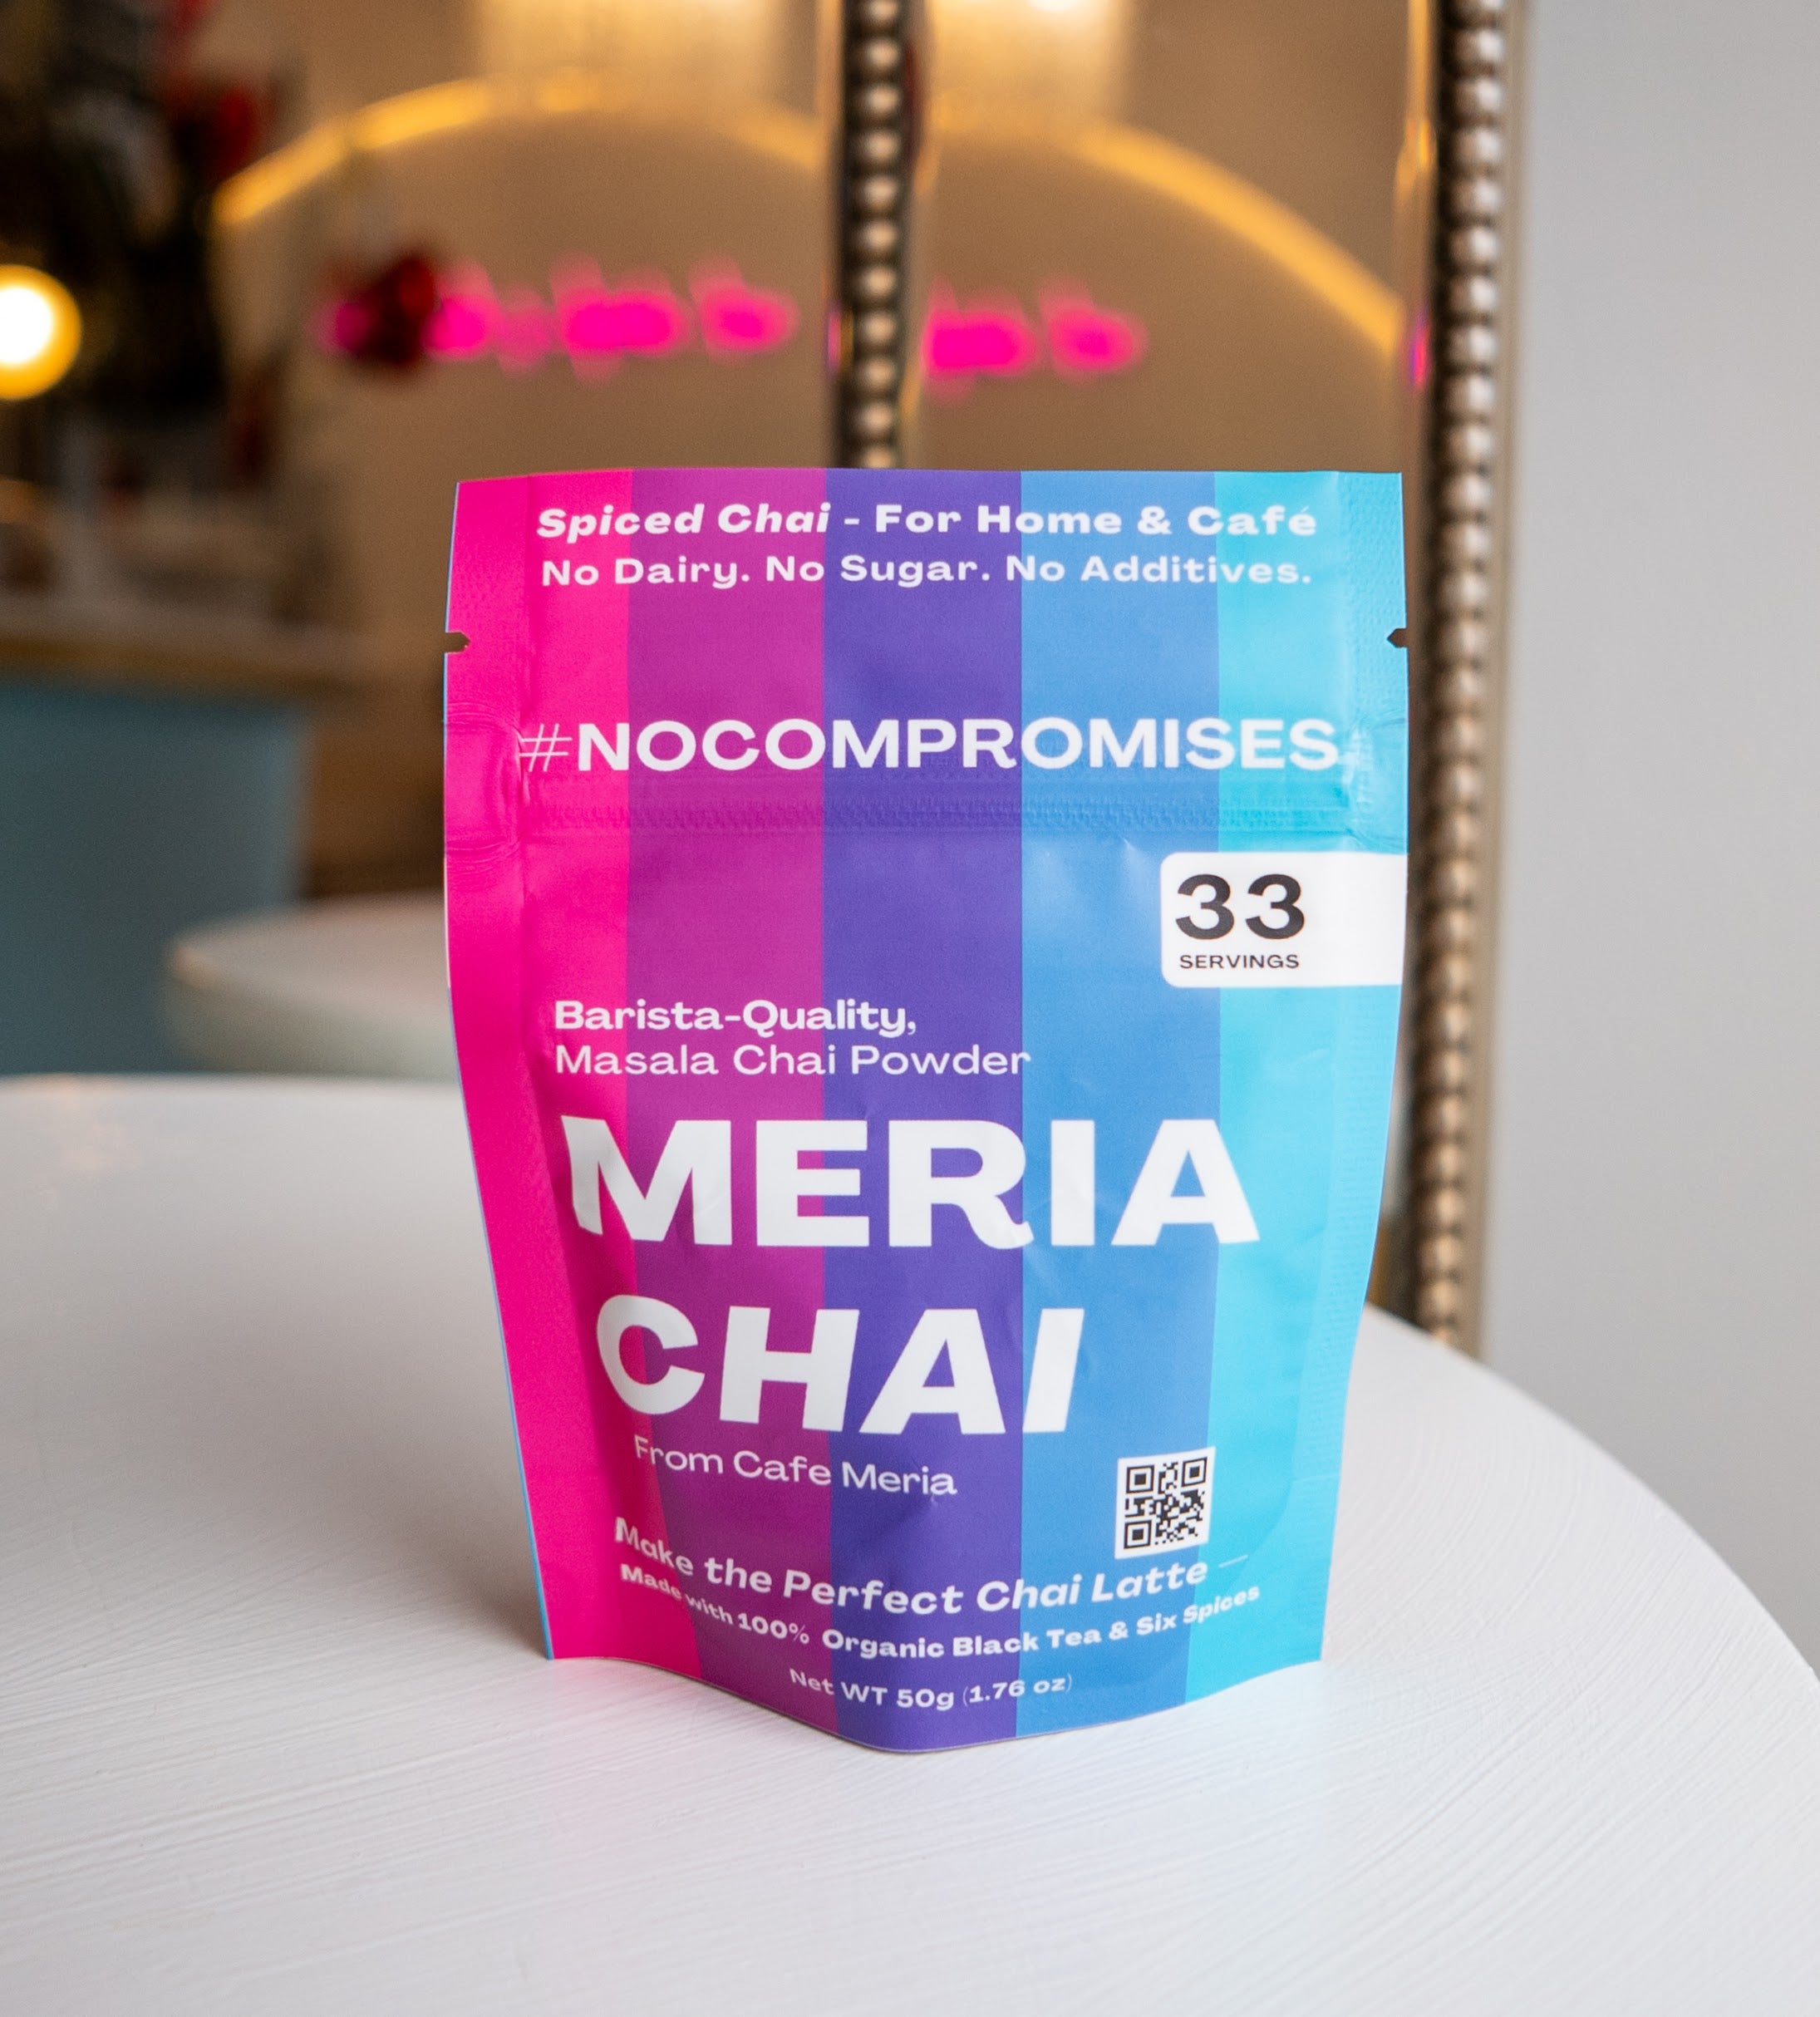 Spiced Chai - For Home & Café
No Dairy. No Sugar. No Additives.
#NOCOMPROMISES
33
SERVINGS
Barista-Quality,
Masala Chai Powder
MERIA
CHAI
From Cafe Meria
Make the Perfect Chai Latte —
Made with 100% Organic Black Tea & Six Spices
Net WT 50g (1.76 oz)